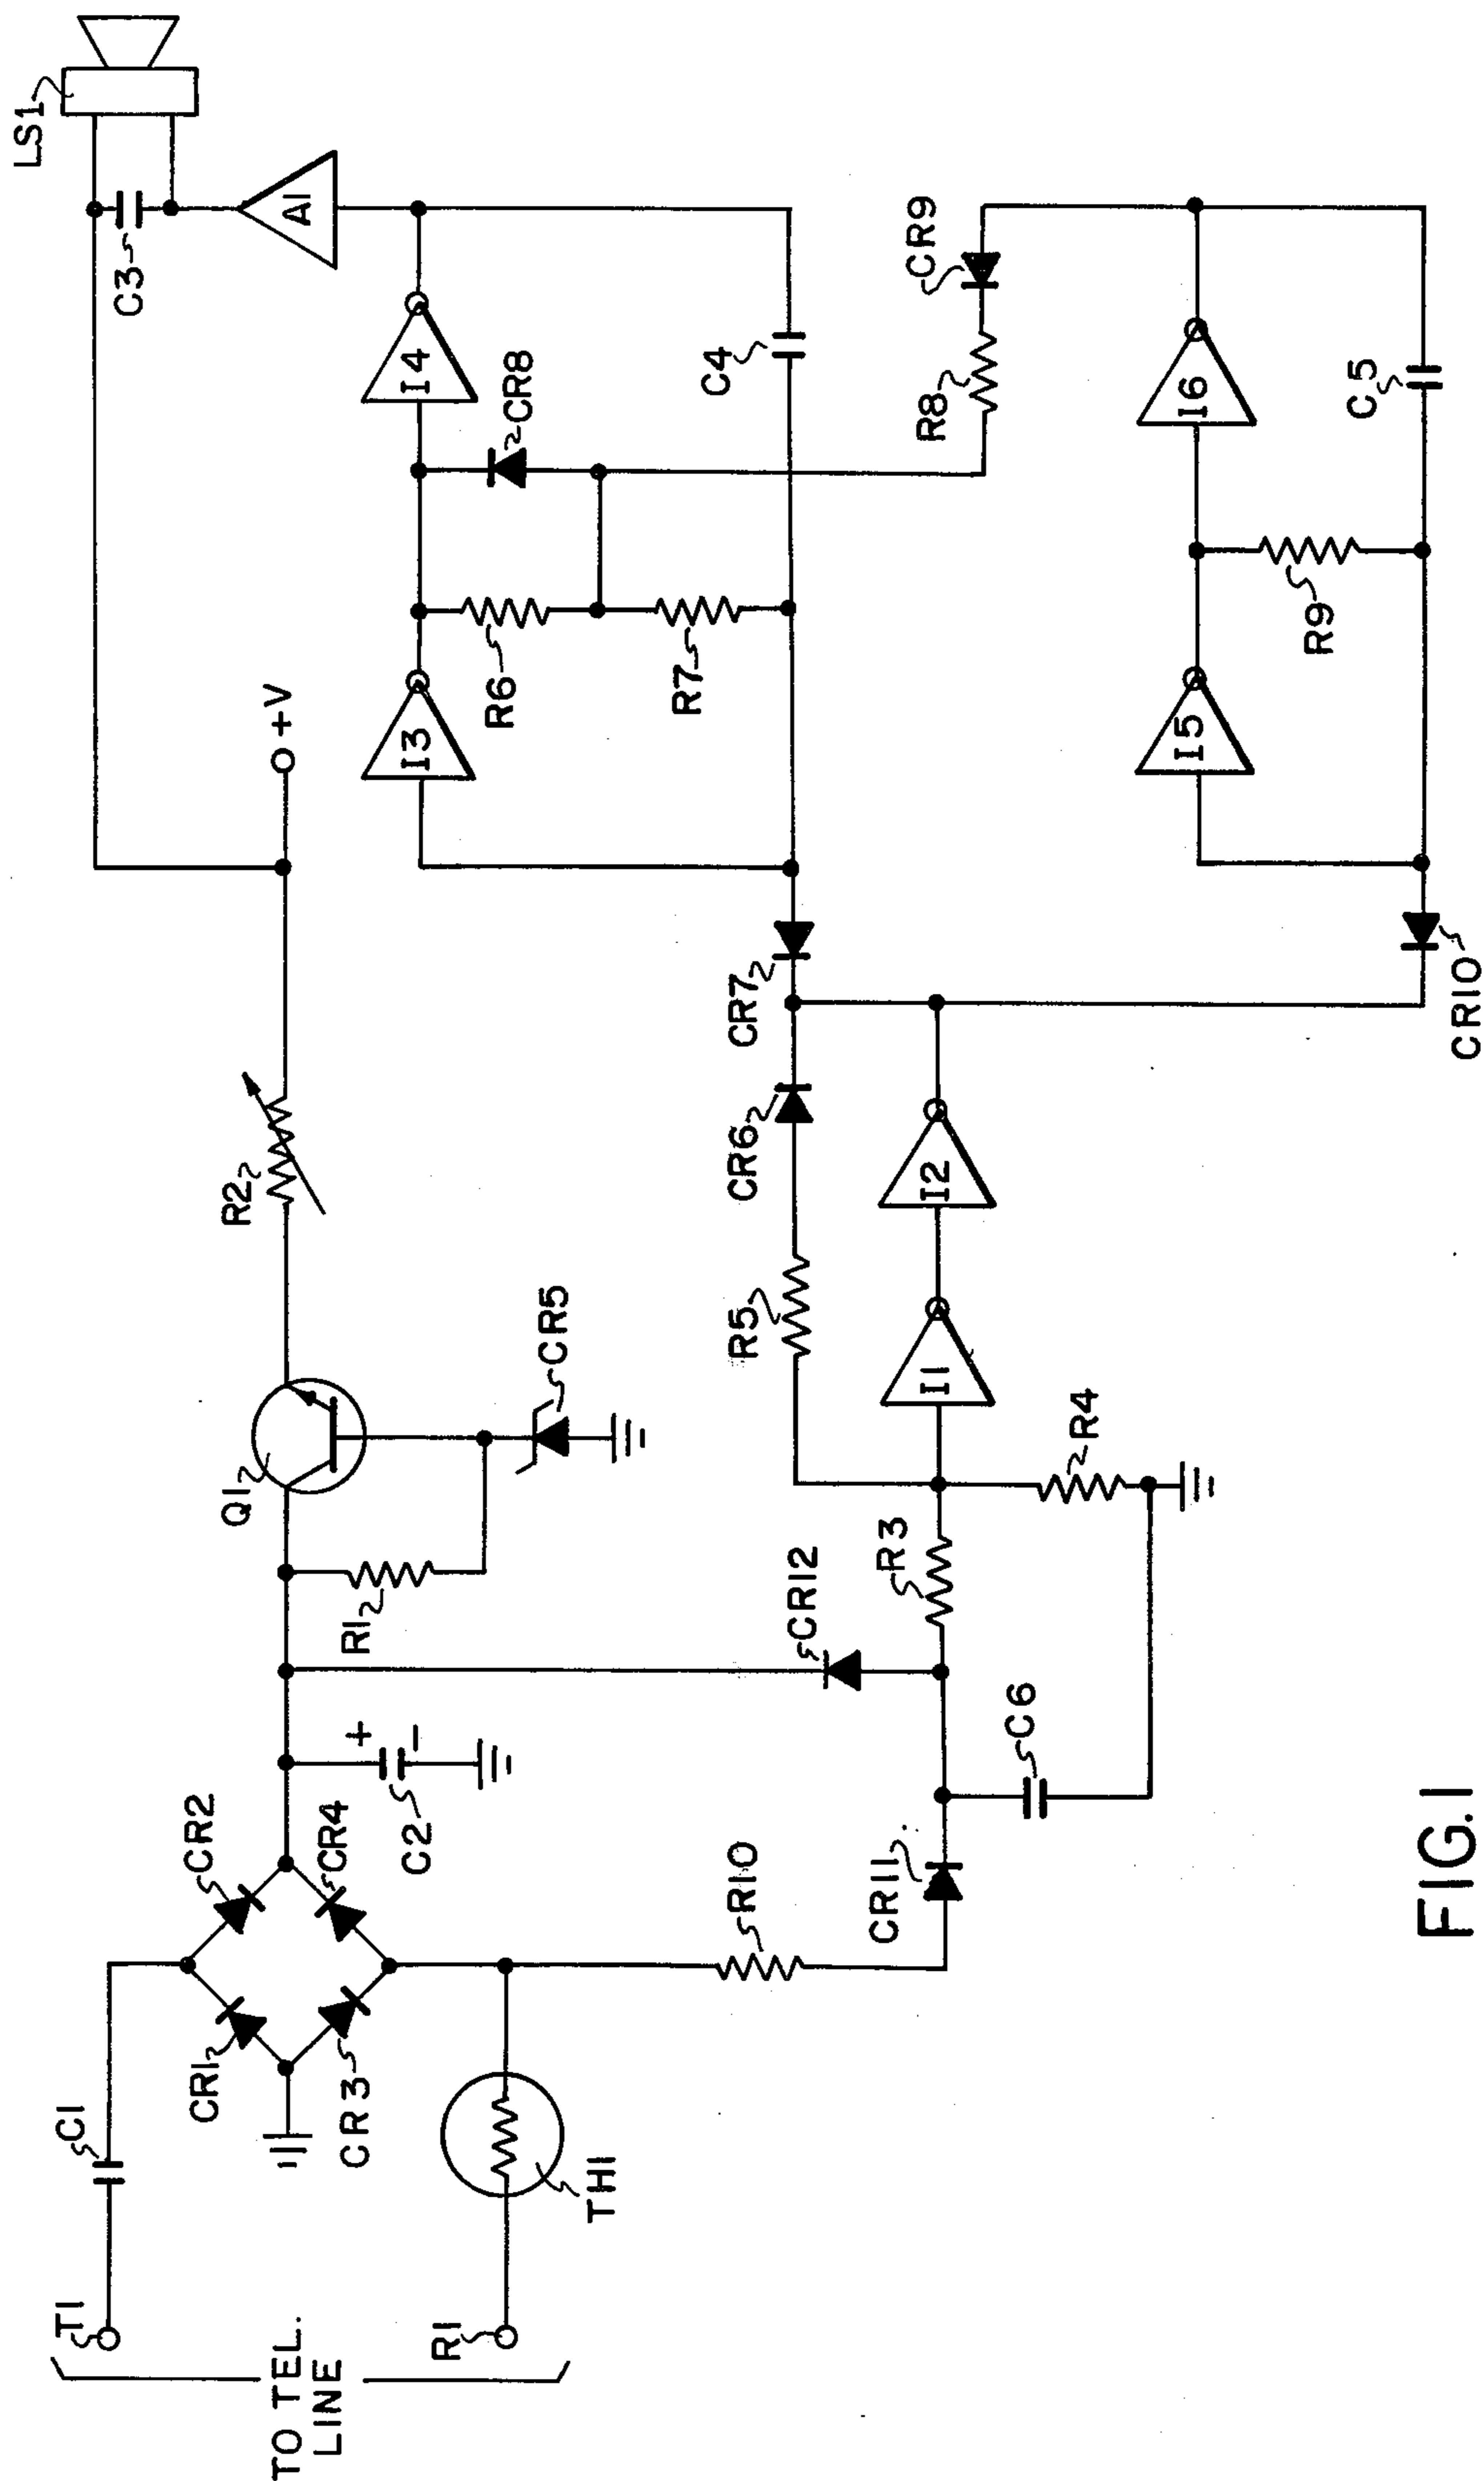 LS1
C3
A1
I4
CR8
C4
CR9
R8
I6
C5
R9
I5
CR10
R6
R7
I3
+V
CR7
CR6
R5
I2
I1
R4
R2
Q1
CR5
R1
CR12
R3
C6
CR11
R10
C2
+
−
CR2
CR4
CR1
CR3
C1
TH1
T1
R1
TO TEL.
LINE
FIG. 1